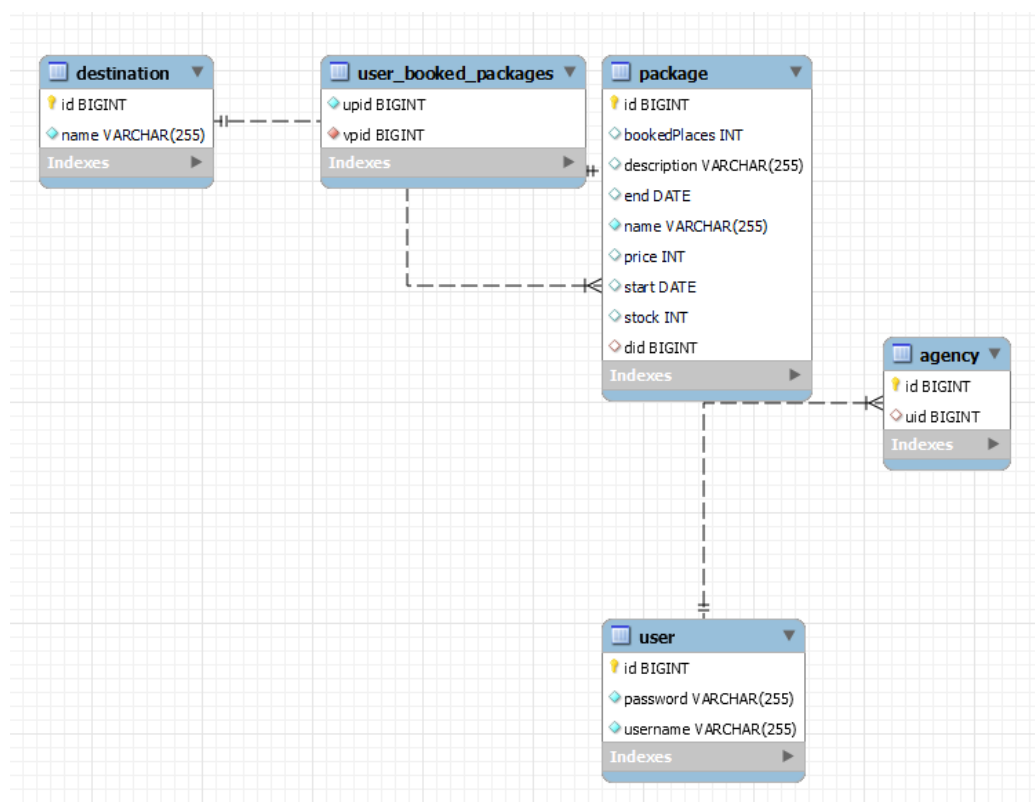 destination
id BIGINT
name VARCHAR(255)
Indexes
user_booked_packages
upid BIGINT
vpid BIGINT
Indexes
package
id BIGINT
bookedPlaces INT
description VARCHAR(255)
end DATE
name VARCHAR(255)
price INT
start DATE
stock INT
did BIGINT
Indexes
agency
id BIGINT
uid BIGINT
Indexes
user
id BIGINT
password VARCHAR(255)
username VARCHAR(255)
Indexes